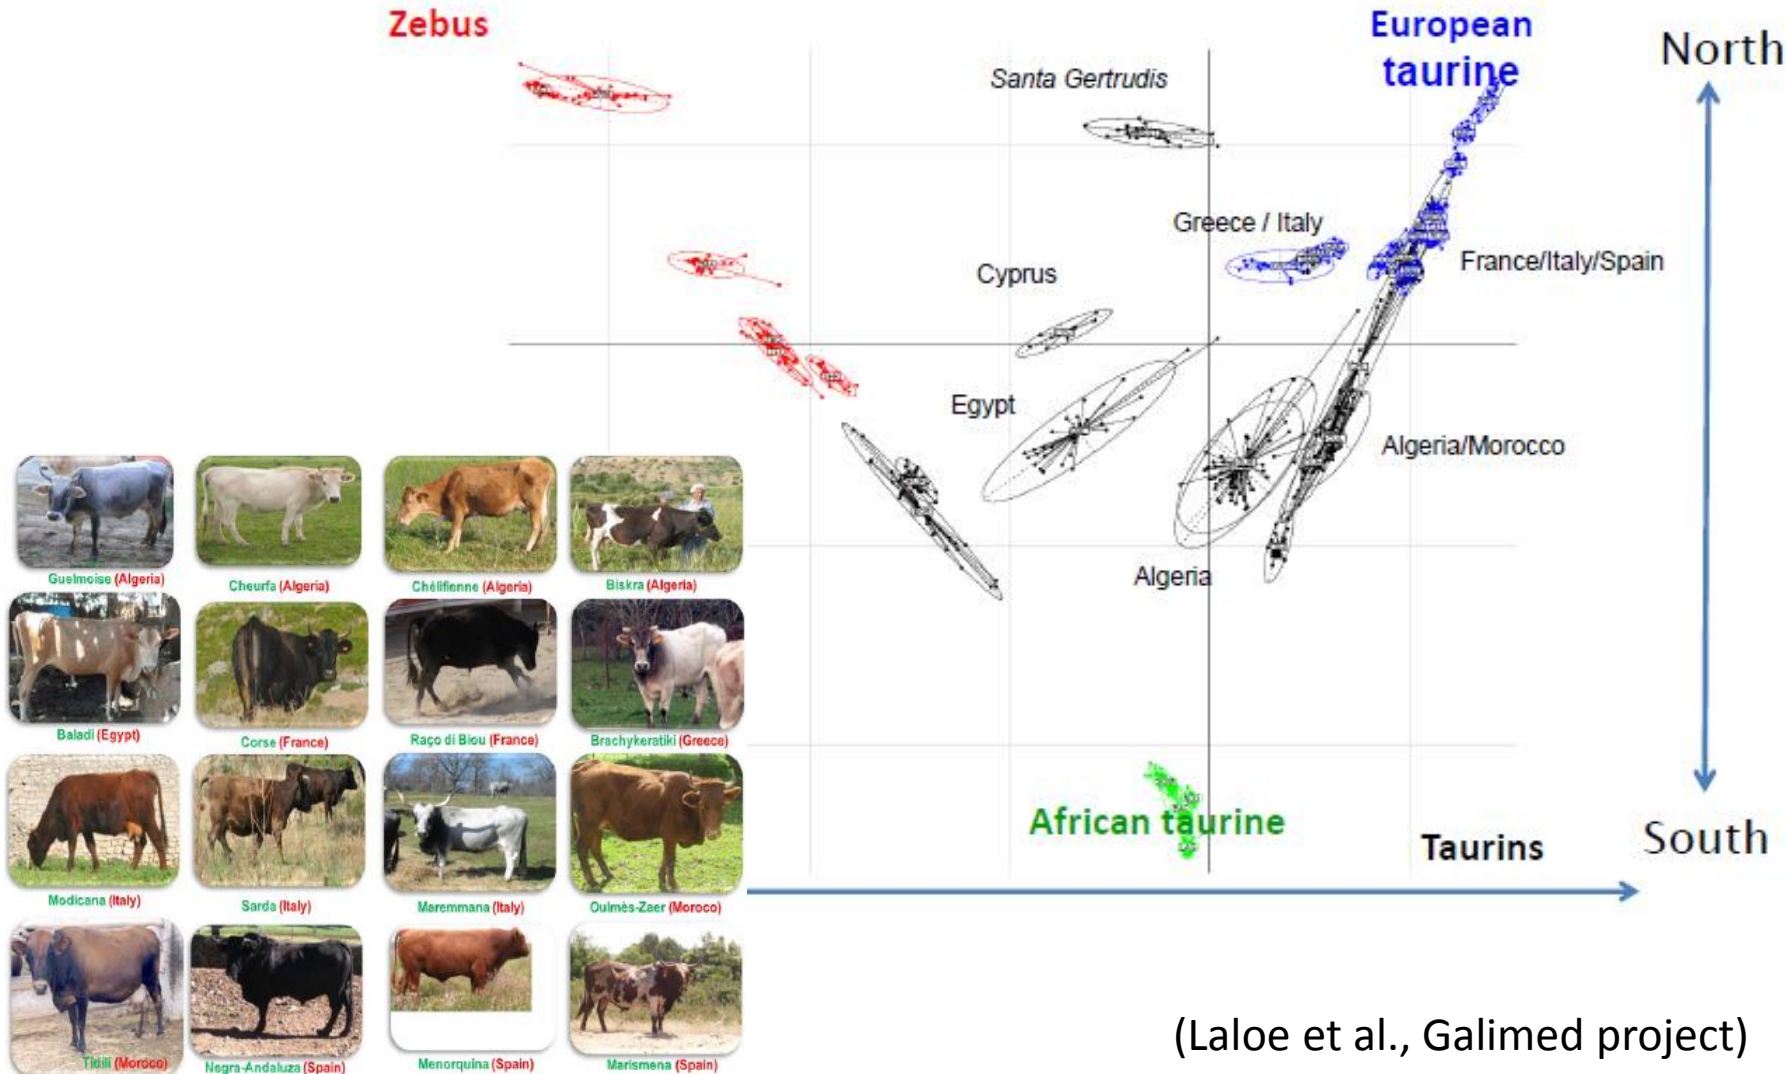 Zebus
European
taurine
North
Santa Gertrudis
Greece / Italy
France/Italy/Spain
Cyprus
Egypt
Algeria/Morocco
Algeria
African taurine
Taurins
South
Guelmoise (Algeria)
Cheurfa (Algeria)
Chélifienne (Algeria)
Biskra (Algeria)
Baladi (Egypt)
Corse (France)
Raço di Biou (France)
Brachykeratiki (Greece)
Modicana (Italy)
Sarda (Italy)
Maremmana (Italy)
Oulmès-Zaer (Moroco)
Tidili (Moroco)
Negra-Andaluza (Spain)
Menorquina (Spain)
Marismena (Spain)
(Laloe et al., Galimed project)